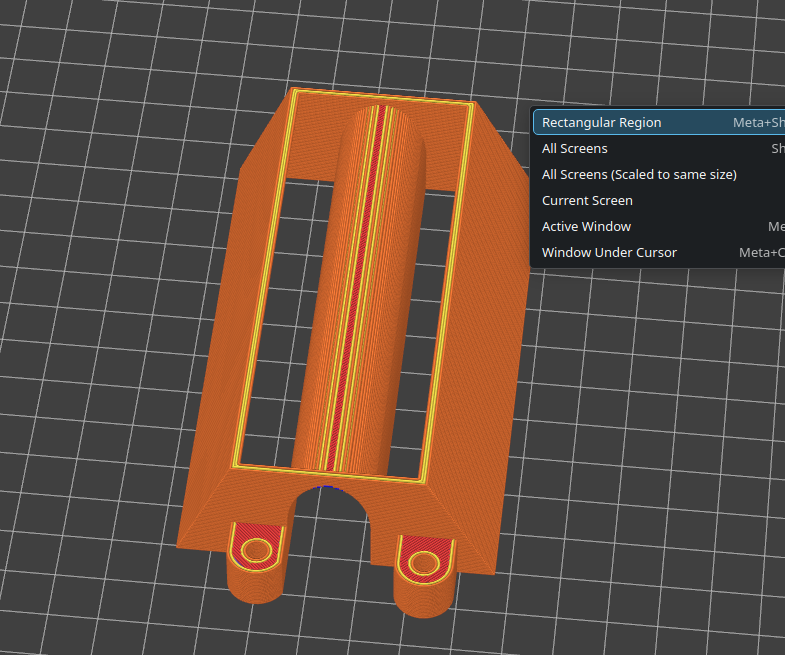 Rectangular Region Meta+Sh
All Screens Sh
All Screens (Scaled to same size)
Current Screen
Active Window Me
Window Under Cursor Meta+C